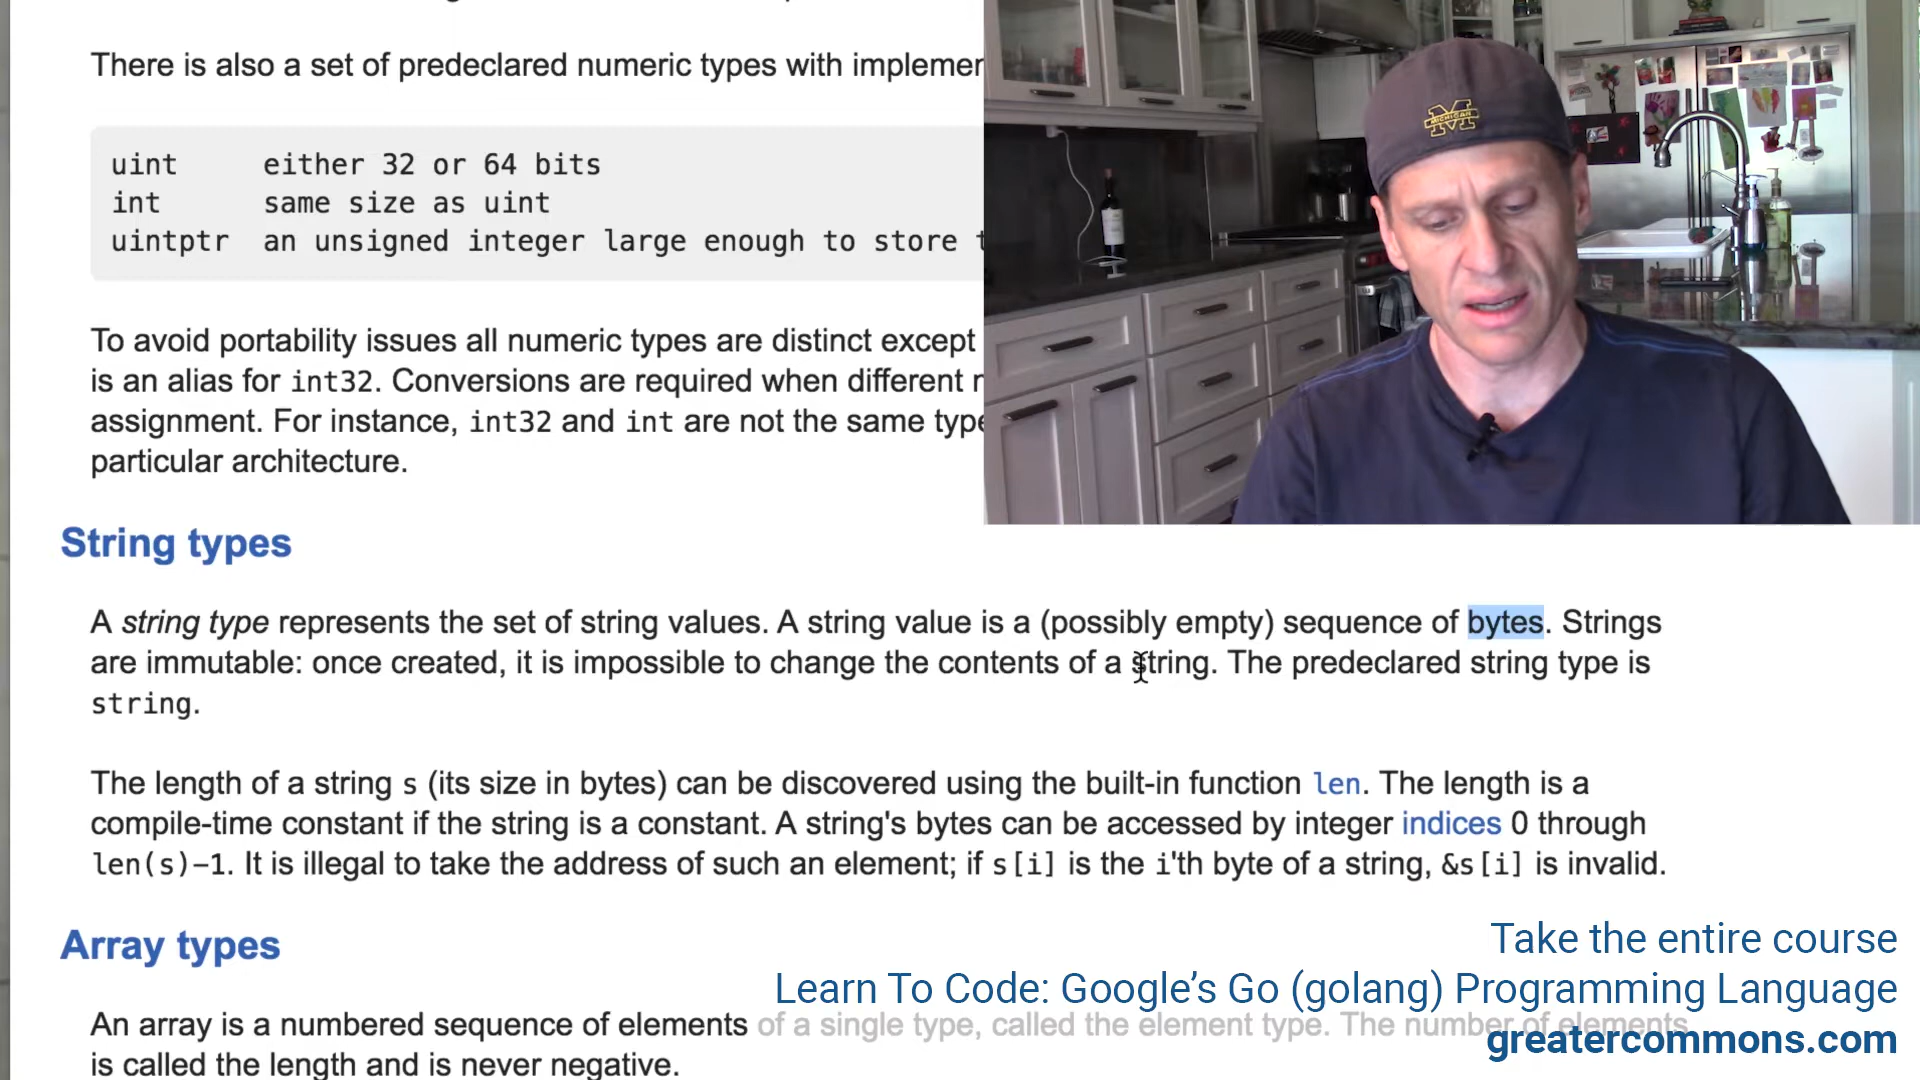 There is also a set of predeclared numeric types with implemen
uint either 32 or 64 bits
int same size as uint
uintptr an unsigned integer large enough to store t
To avoid portability issues all numeric types are distinct except
is an alias for int32. Conversions are required when different n
assignment. For instance, int32 and int are not the same type
particular architecture.
String types
A string type represents the set of string values. A string value is a (possibly empty) sequence of bytes. Strings
are immutable: once created, it is impossible to change the contents of a string. The predeclared string type is
string.
The length of a string s (its size in bytes) can be discovered using the built-in function len. The length is a
compile-time constant if the string is a constant. A string's bytes can be accessed by integer indices 0 through
len(s)-1. It is illegal to take the address of such an element; if s[i] is the i'th byte of a string, &s[i] is invalid.
Array types
An array is a numbered sequence of elements of a single type, called the element type. The number of elements
is called the length and is never negative.
MICHIGAN
Take the entire course
Learn To Code: Google’s Go (golang) Programming Language
greatercommons.com